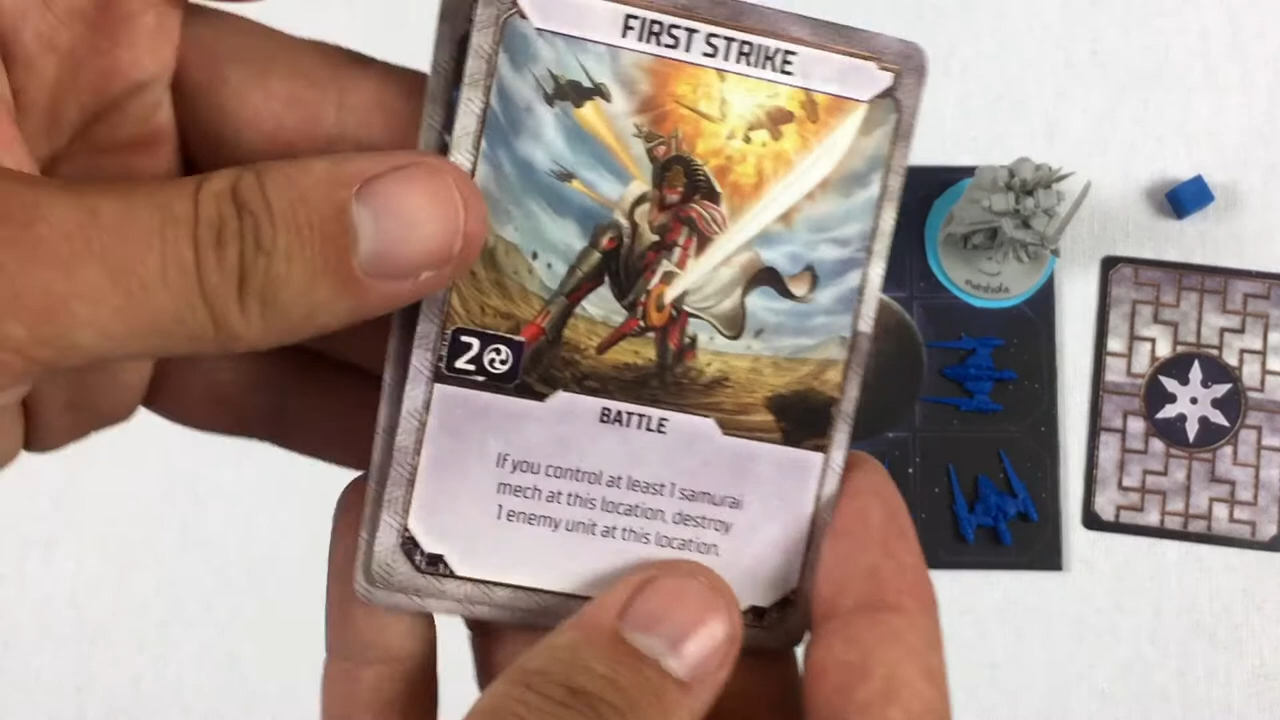 FIRST STRIKE
2
BATTLE
If you control at least 1 samurai
mech at this location, destroy
1 enemy unit at this location.